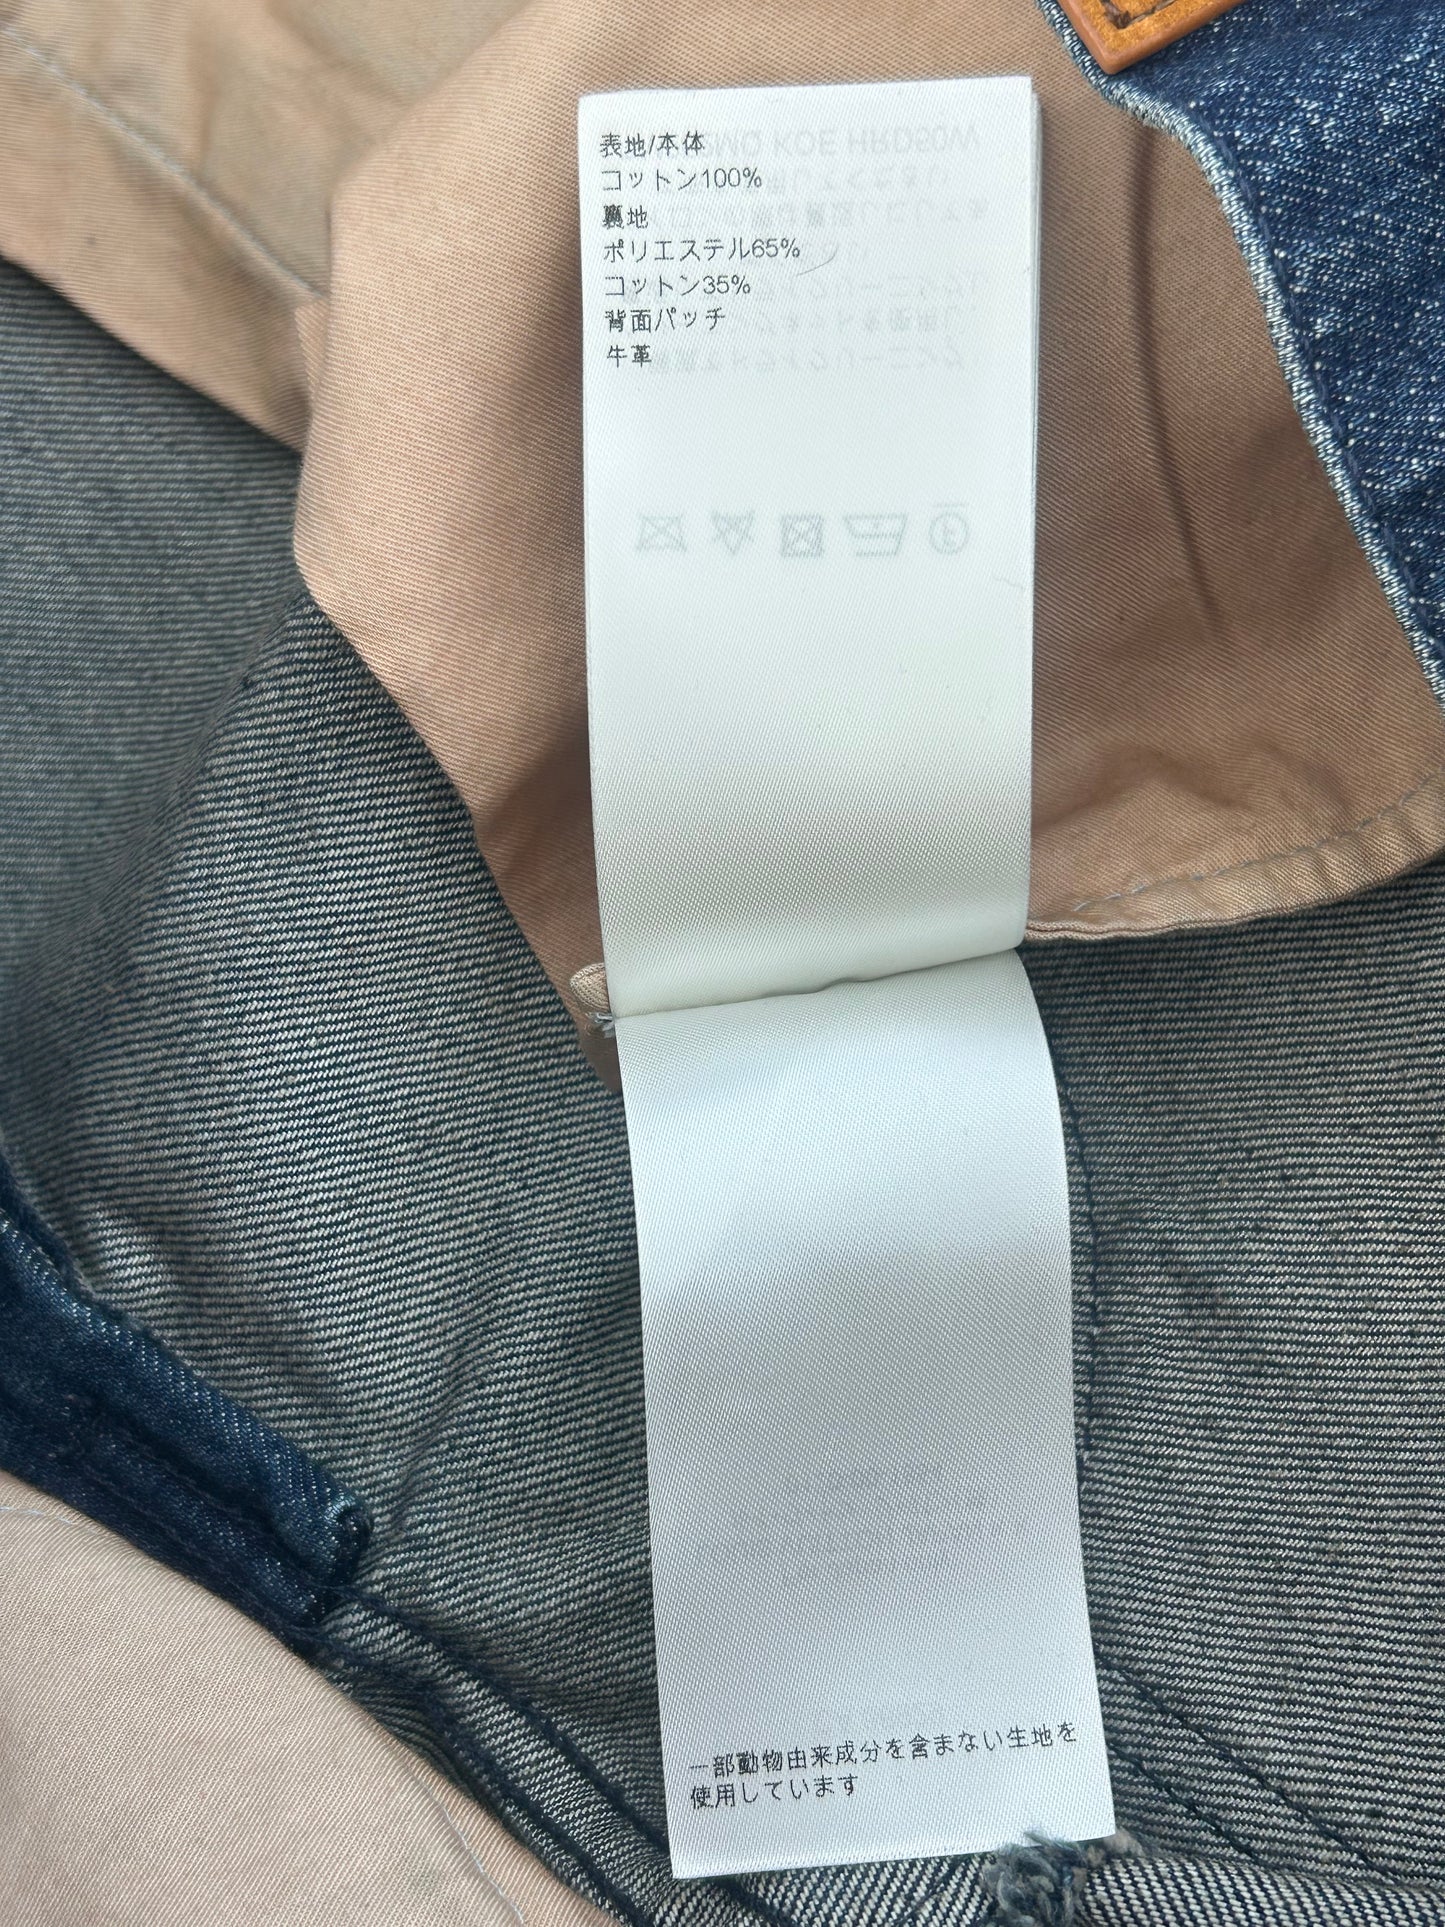 表地/本体
コットン100%
裏地
ポリエステル65%
コットン35%
背面パッチ
牛革
一部動物由来成分を含まない生地を
使用しています